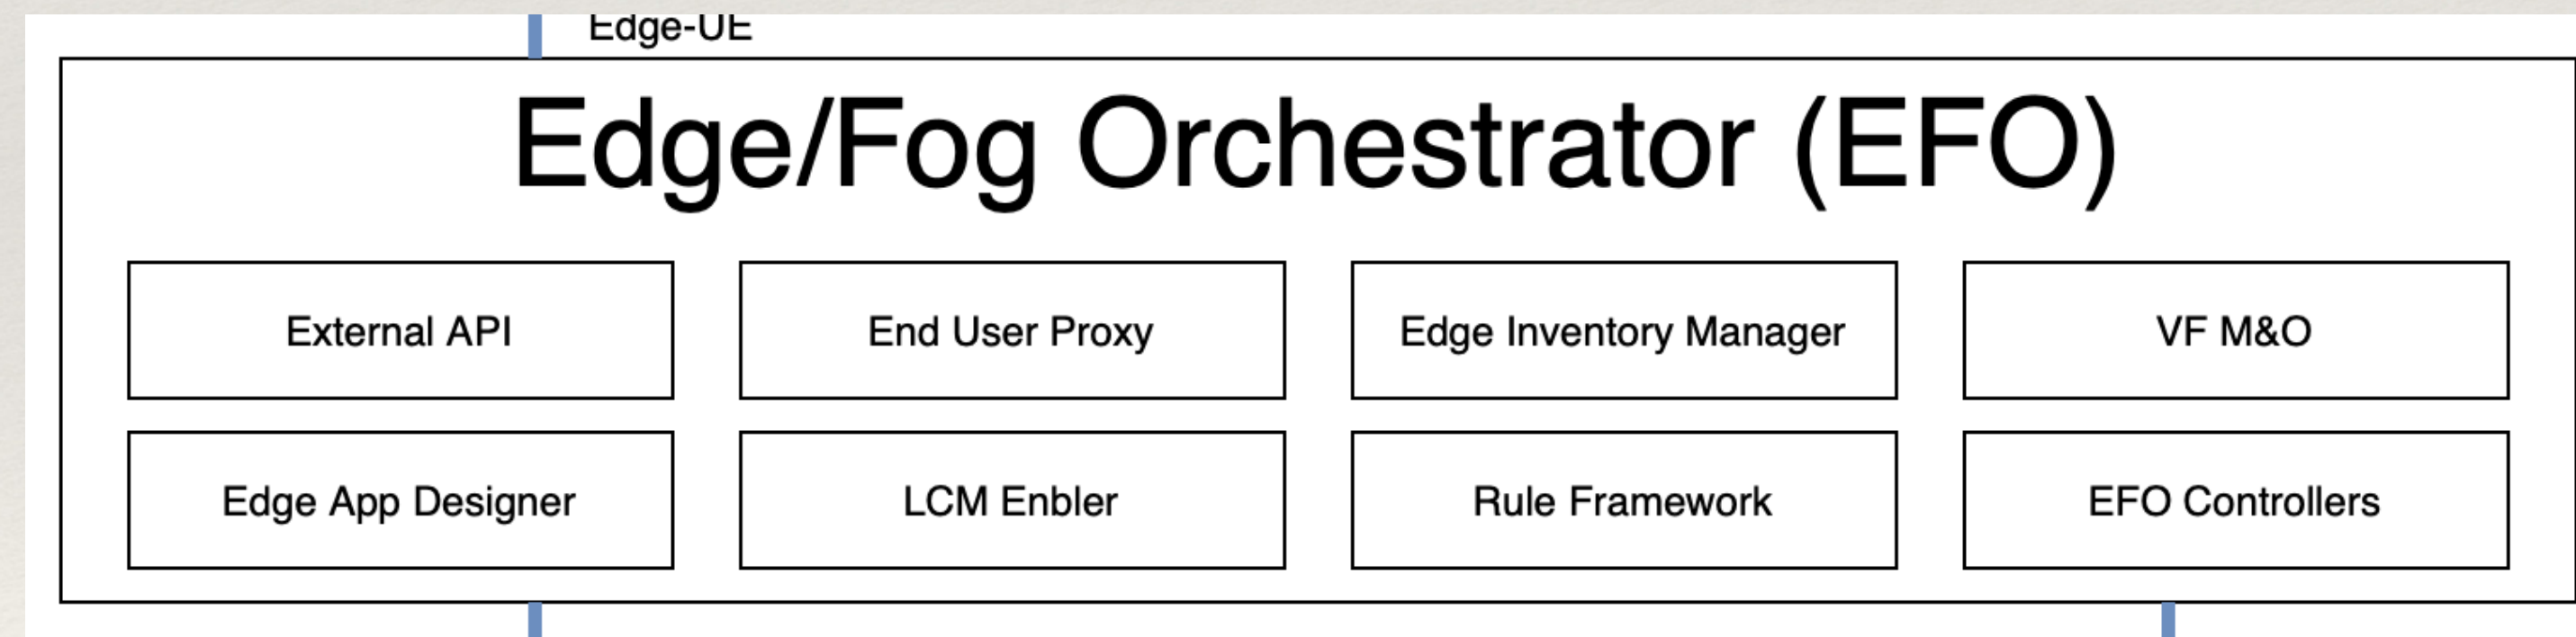 Edge-UE
Edge/Fog Orchestrator (EFO)
External API
End User Proxy
Edge Inventory Manager
VF M&O
Edge App Designer
LCM Enbler
Rule Framework
EFO Controllers